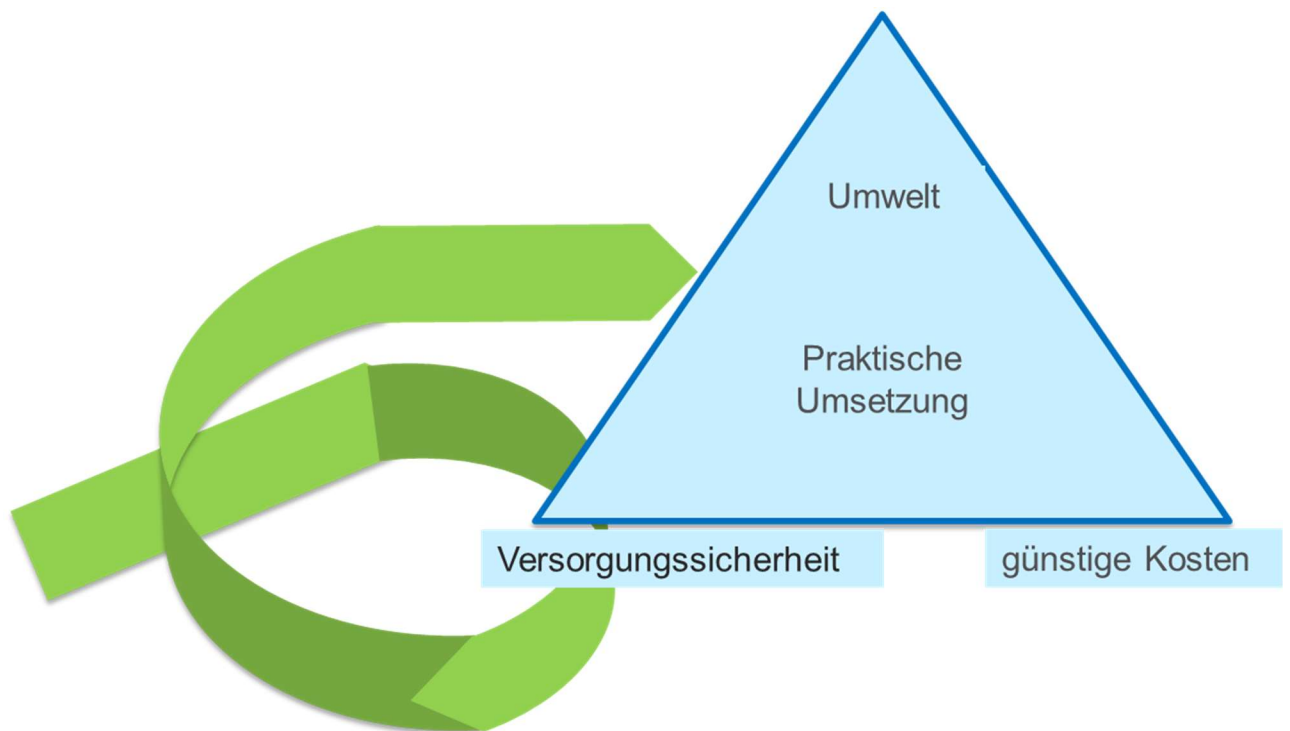 Umwelt
Praktische
Umsetzung
Versorgungssicherheit
günstige Kosten